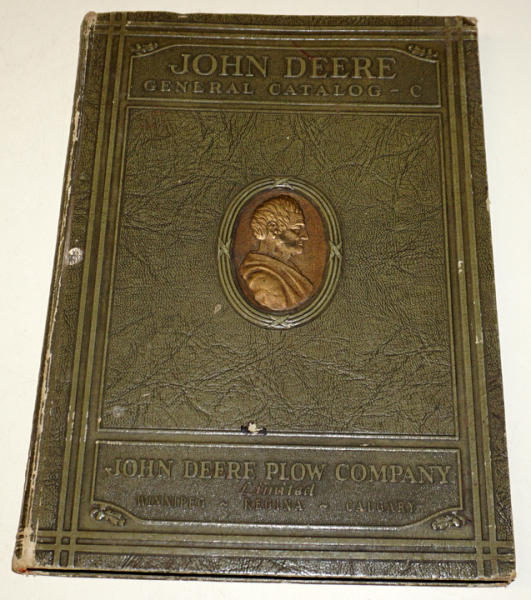 JOHN DEERE
GENERAL CATALOG - C
JOHN DEERE PLOW COMPANY
Limited
WINNIPEG ~ REGINA ~ CALGARY